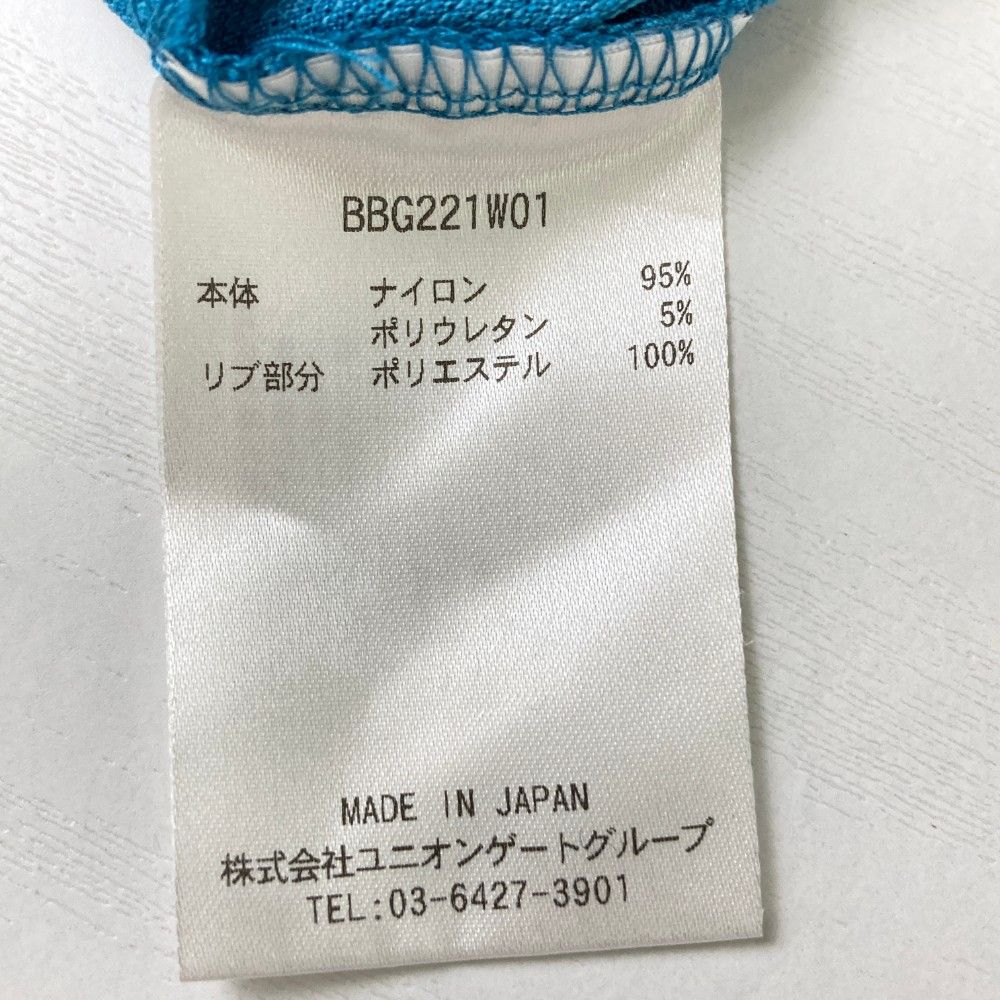 BBG221W01
本体 ナイロン 95%
ポリウレタン 5%
リブ部分 ポリエステル 100%
MADE IN JAPAN
株式会社ユニオンゲートグループ
TEL:03-6427-3901